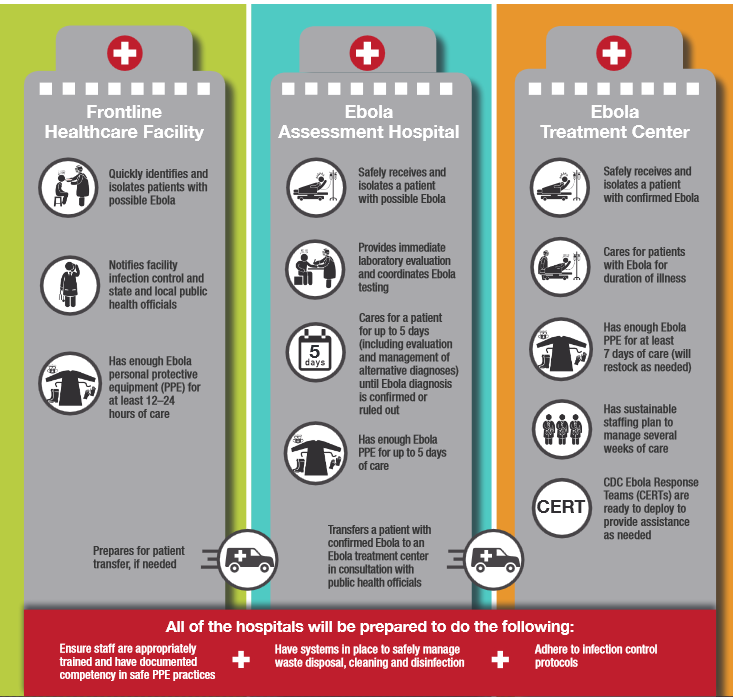 Frontline
Healthcare Facility
Quickly identifies and
isolates patients with
possible Ebola
Notifies facility
infection control and
state and local public
health officials
Has enough Ebola
personal protective
equipment (PPE) for
at least 12–24
hours of care
Prepares for patient
transfer, if needed
Ebola
Assessment Hospital
Safely receives and
isolates a patient
with possible Ebola
Provides immediate
laboratory evaluation
and coordinates Ebola
testing
5
days
Cares for a patient
for up to 5 days
(including evaluation
and management of
alternative diagnoses)
until Ebola diagnosis
is confirmed or
ruled out
Has enough Ebola
PPE for up to 5 days
of care
Transfers a patient with
confirmed Ebola to an
Ebola treatment center
in consultation with
public health officials
Ebola
Treatment Center
Safely receives and
isolates a patient
with confirmed Ebola
Cares for patients
with Ebola for
duration of illness
Has enough Ebola
PPE for at least
7 days of care (will
restock as needed)
Has sustainable
staffing plan to
manage several
weeks of care
CERT
CDC Ebola Response
Teams (CERTs) are
ready to deploy to
provide assistance
as needed
All of the hospitals will be prepared to do the following:
Ensure staff are appropriately
trained and have documented
competency in safe PPE practices
Have systems in place to safely manage
waste disposal, cleaning and disinfection
Adhere to infection control
protocols